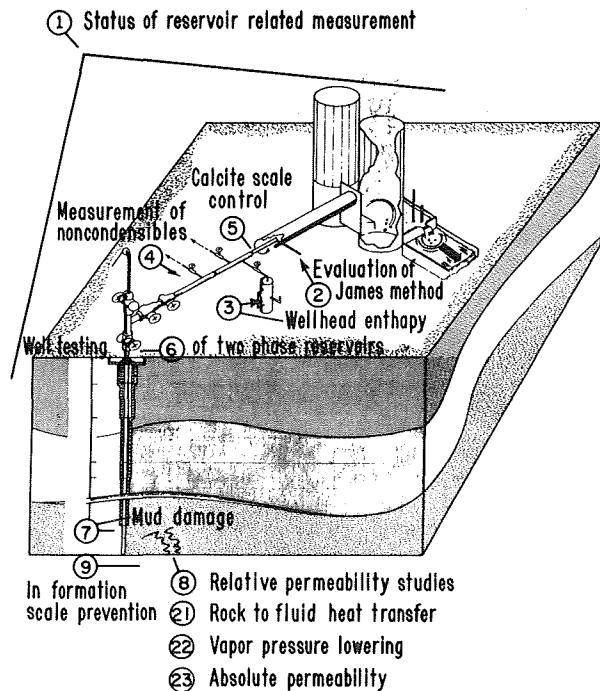 ① Status of reservoir related measurement
Calcite scale
control
Measurement of
noncondensibles
⑤
④
Evaluation of
② James method
③
Wellhead enthapy
Well testing ⑥ of two phase reservoirs
⑦ Mud damage
⑨
In formation
scale prevention
⑧ Relative permeability studies
㉑ Rock to fluid heat transfer
㉒ Vapor pressure lowering
㉓ Absolute permeability